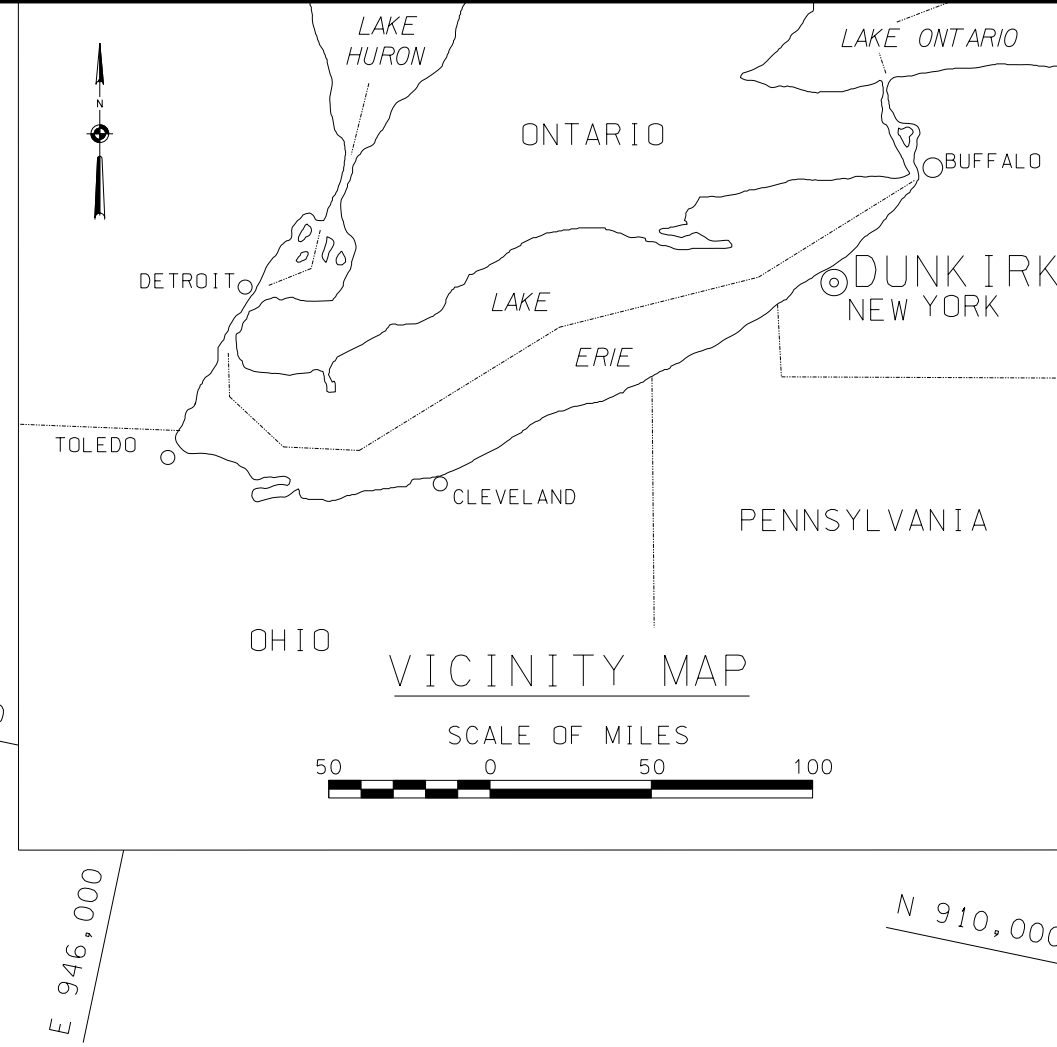 LAKE
HURON
LAKE ONTARIO
N
ONTARIO
BUFFALO
DETROIT
DUNKIRK
NEW YORK
LAKE
ERIE
TOLEDO
CLEVELAND
PENNSYLVANIA
OHIO
VICINITY MAP
SCALE OF MILES
50 0 50 100
E 946,000
N 910,000